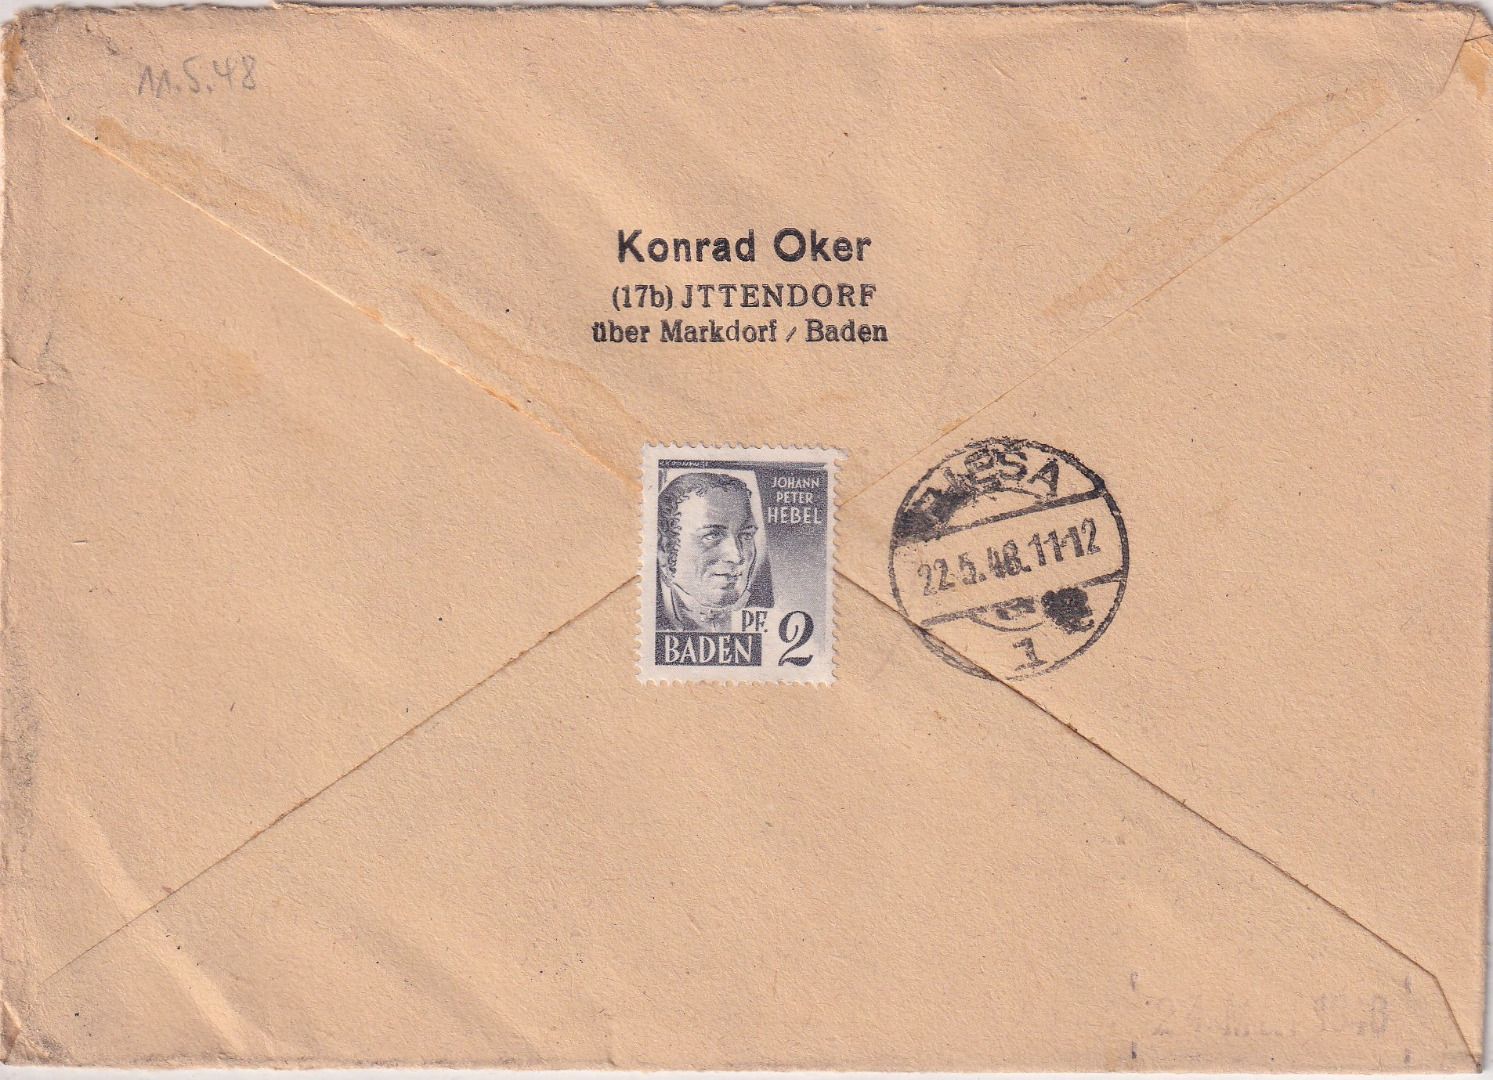 11.5.48
Konrad Oker
(17b) JTTENDORF
über Markdorf / Baden
JOHANN
PETER
HEBEL
PF. 2
BADEN
RIESA
22.5.48.11-12
1